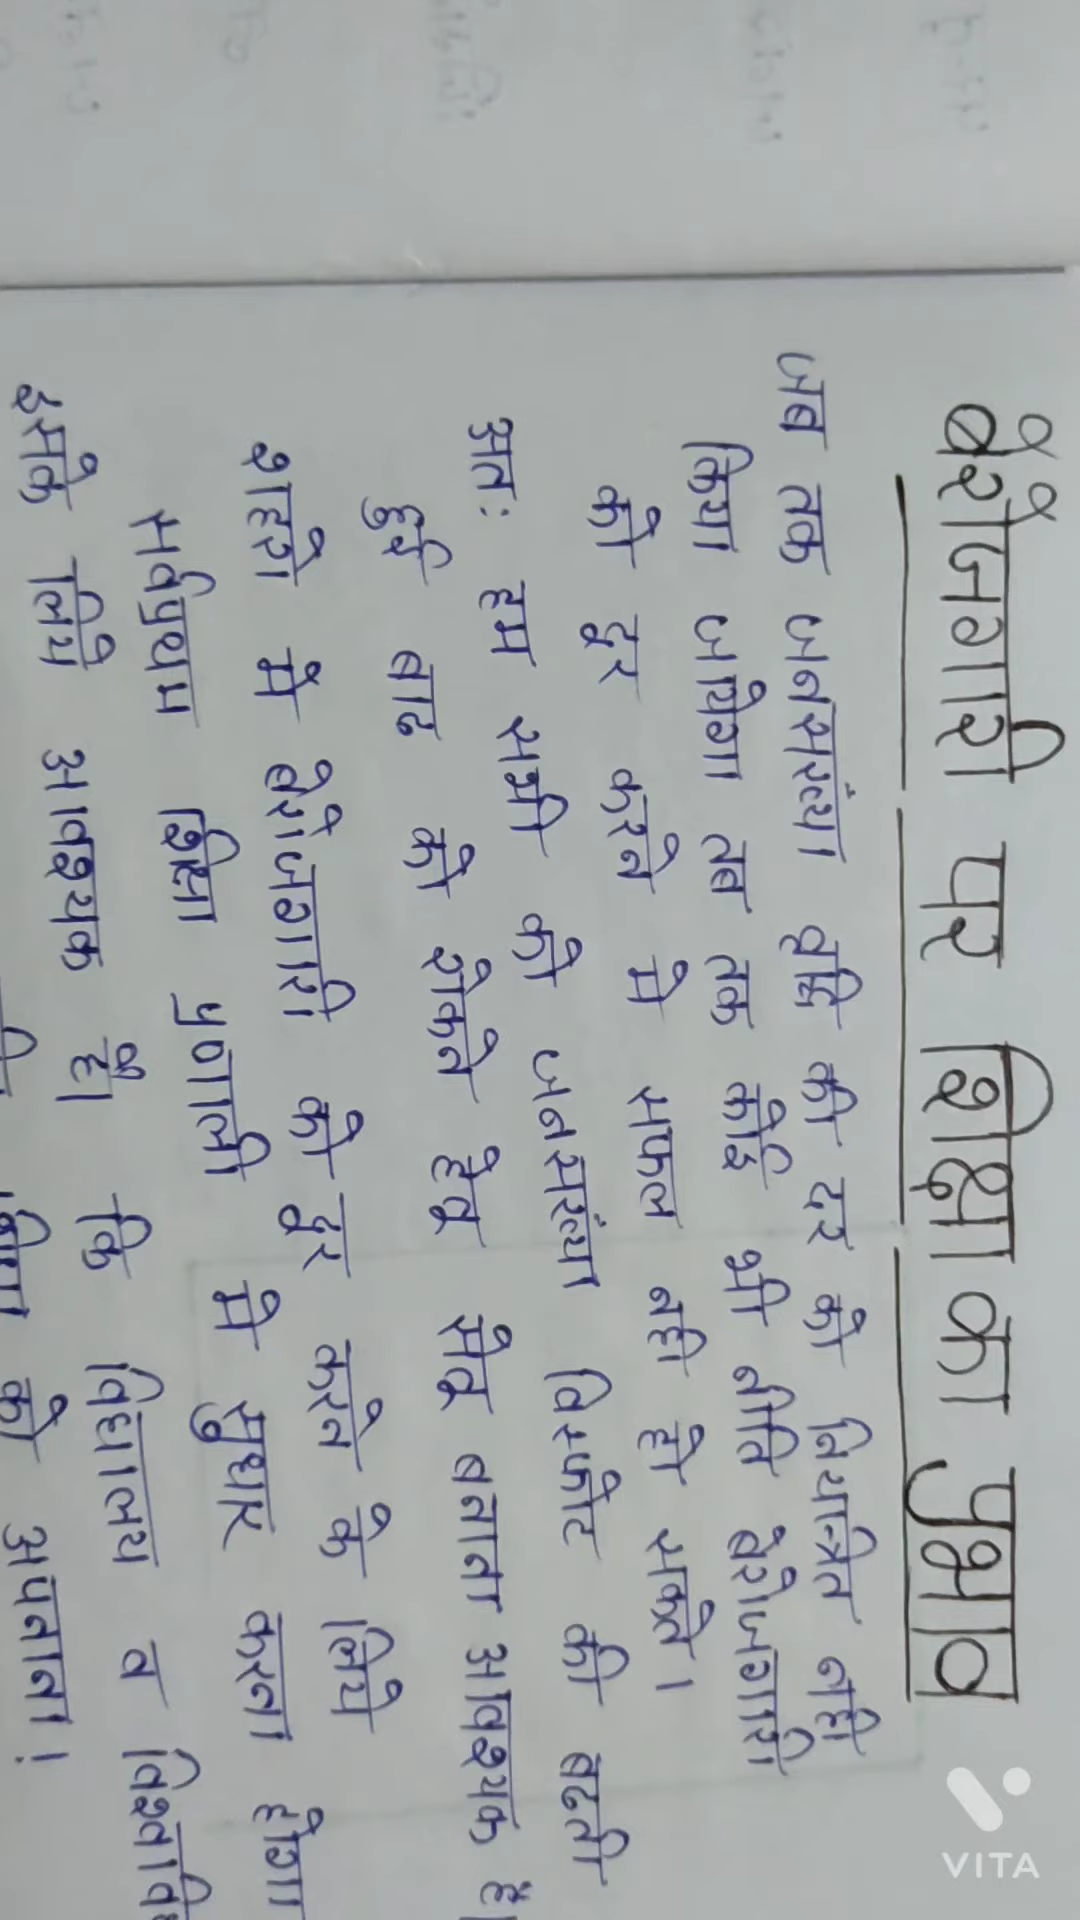 बेरोजगारी पर शिक्षा का प्रभाव
जब तक जनसंख्या वृद्धि की दर को नियन्त्रित नही
किया जायेगा तब तक कोई भी नीति बेरोजगारी
को दूर करने मे सफल नही हो सकते।
अतः हम सभी को जनसंख्या विस्फोट की बढती
हुई बाढ को रोकने हेतु सेतु बनाना आवश्यक है।
शहरो मे बेरोजगारी को दूर करने के लिये
सर्वप्रथम शिक्षा प्रणाली मे सुधार करना होगा
इसके लिये आवश्यक है। कि विद्यालय व
को अपनाना!
VITA